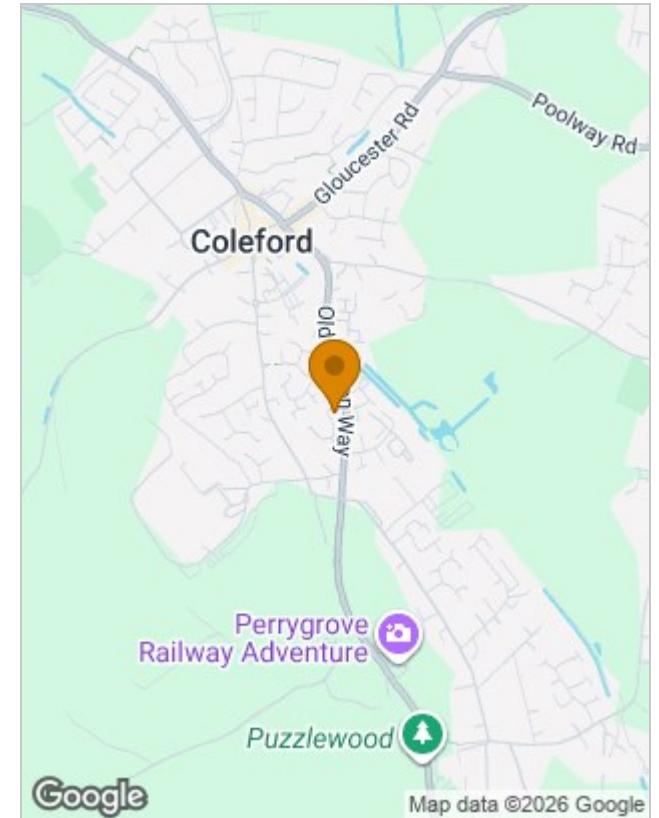 Poolway Rd
Gloucester Rd
Coleford
Old
n Way
Perrygrove
Railway Adventure
Puzzlewood
Google
Map data ©2026 Google